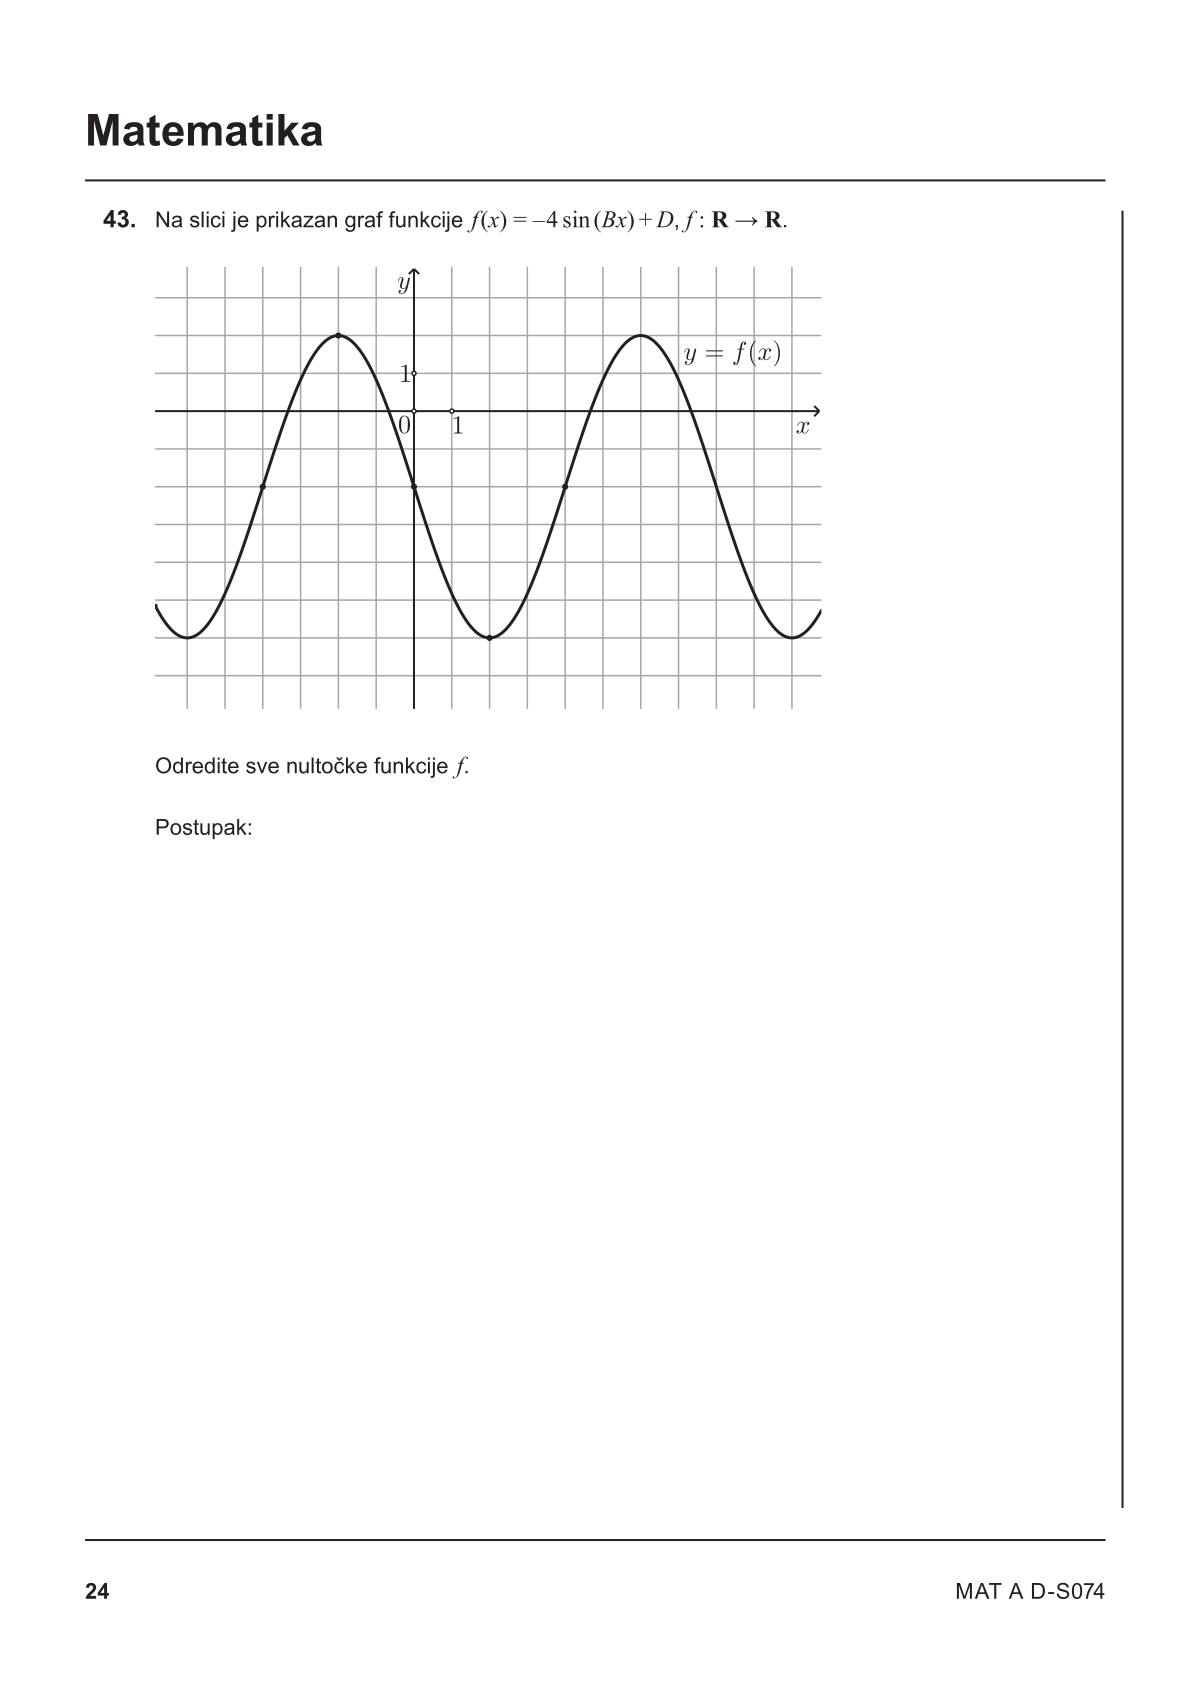 Matematika
43. Na slici je prikazan graf funkcije f(x) = –4 sin (Bx) + D, f : R → R.
y
y = f(x)
1
0 1 x
Odredite sve nultočke funkcije f.
Postupak:
24 MAT A D-S074